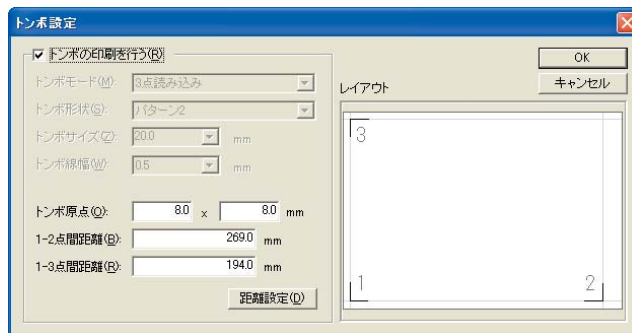 トンボ設定
トンボの印刷を行う(R)
トンボモード(M): 3点読み込み
トンボ形状(S): パターン2
トンボサイズ(Z): 20.0 mm
トンボ線幅(W): 0.5 mm
トンボ原点(O): 8.0 x 8.0 mm
1-2点間距離(B): 269.0 mm
1-3点間距離(R): 194.0 mm
距離設定(D)
OK
キャンセル
レイアウト
3
1 2